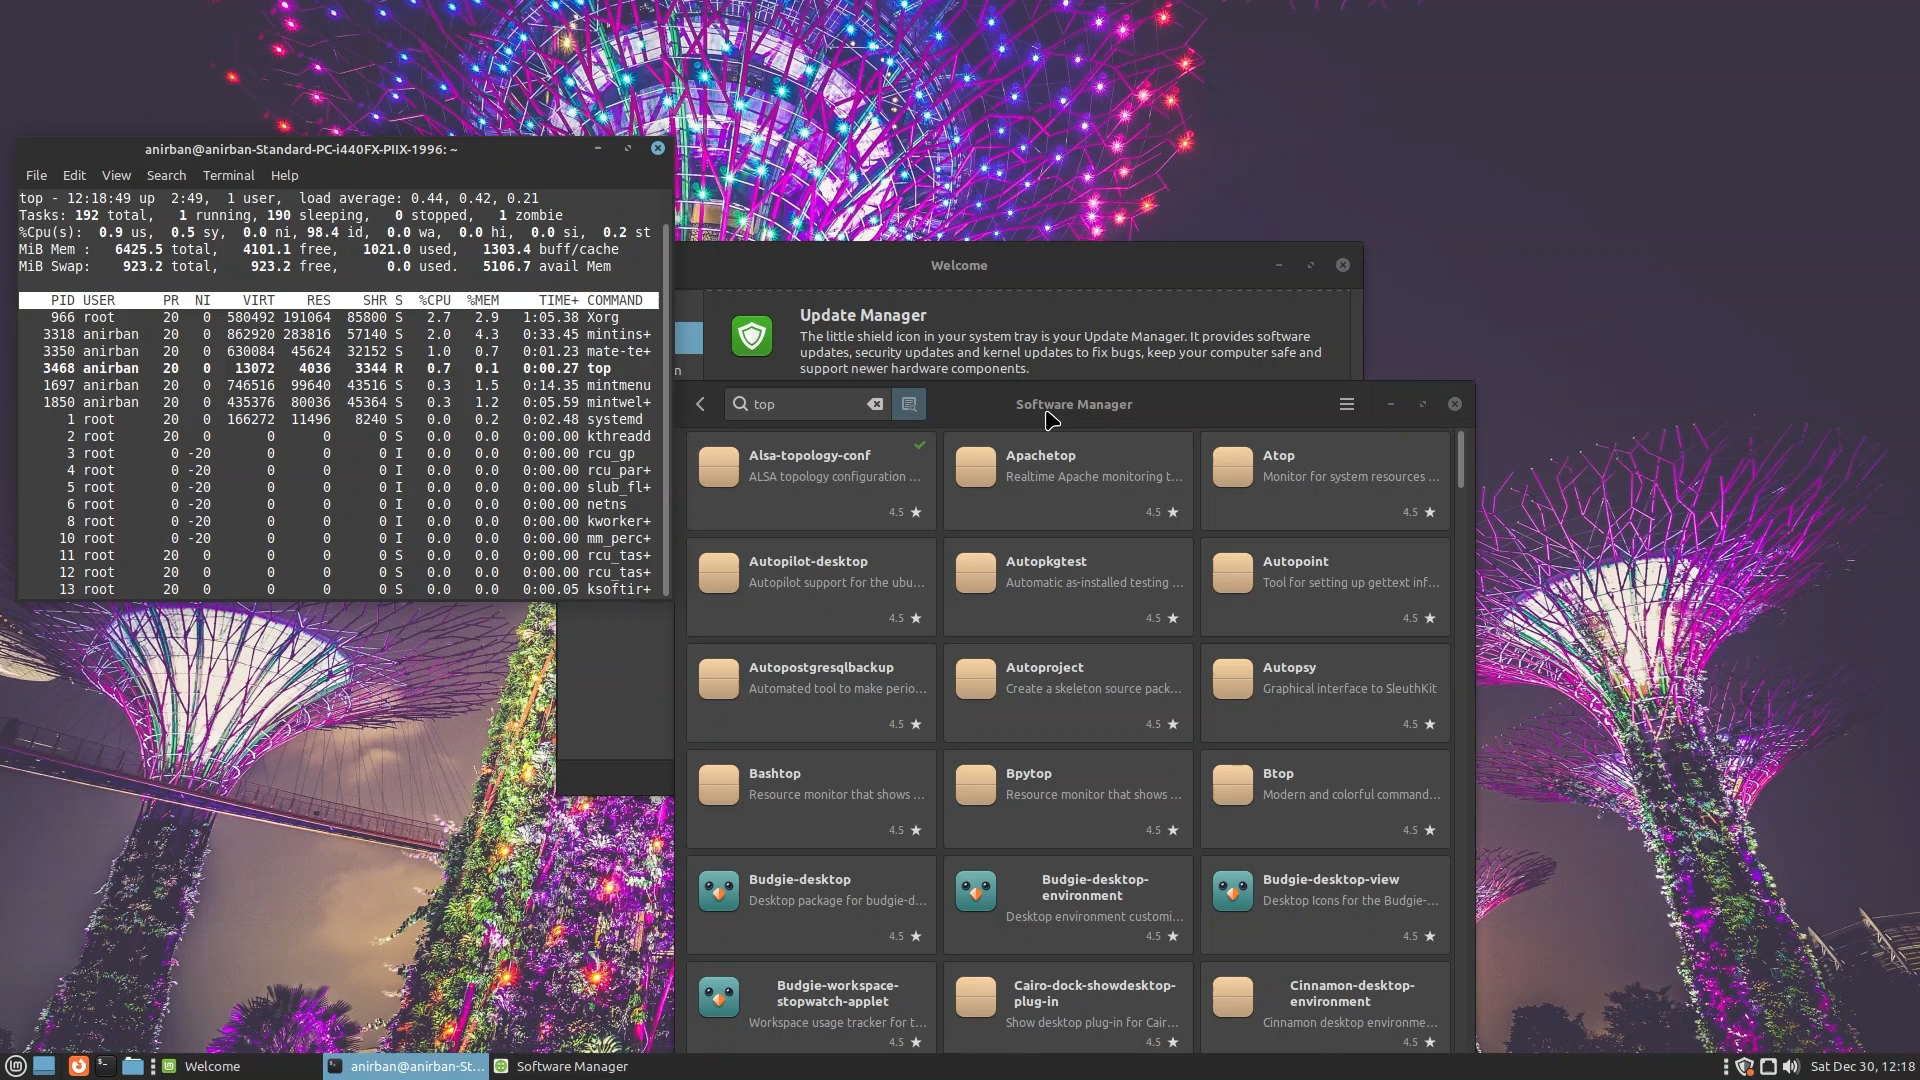 anirban@anirban-Standard-PC-i440FX-PIIX-1996: ~
File Edit View Search Terminal Help
top - 12:18:49 up  2:49,  1 user,  load average: 0.44, 0.42, 0.21
Tasks: 192 total,   1 running, 190 sleeping,   0 stopped,   1 zombie
%Cpu(s):  0.9 us,  0.5 sy,  0.0 ni, 98.4 id,  0.0 wa,  0.0 hi,  0.0 si,  0.2 st
MiB Mem :   6425.5 total,   4101.1 free,   1021.0 used,   1303.4 buff/cache
MiB Swap:    923.2 total,    923.2 free,      0.0 used.   5106.7 avail Mem
PID USER      PR  NI    VIRT    RES    SHR S  %CPU  %MEM     TIME+ COMMAND
966 root      20   0  580492 191064  85800 S   2.7   2.9   1:05.38 Xorg
3318 anirban   20   0  862920 283816  57140 S   2.0   4.3   0:33.45 mintins+
3350 anirban   20   0  630084  45624  32152 S   1.0   0.7   0:01.23 mate-te+
3468 anirban   20   0   13072   4036   3344 R   0.7   0.1   0:00.27 top
1697 anirban   20   0  746516  99640  43516 S   0.3   1.5   0:14.35 mintmenu
1850 anirban   20   0  435376  80036  45364 S   0.3   1.2   0:05.59 mintwel+
1 root      20   0  166272  11496   8240 S   0.0   0.2   0:02.48 systemd
2 root      20   0       0      0      0 S   0.0   0.0   0:00.00 kthreadd
3 root       0 -20       0      0      0 I   0.0   0.0   0:00.00 rcu_gp
4 root       0 -20       0      0      0 I   0.0   0.0   0:00.00 rcu_par+
5 root       0 -20       0      0      0 I   0.0   0.0   0:00.00 slub_fl+
6 root       0 -20       0      0      0 I   0.0   0.0   0:00.00 netns
8 root       0 -20       0      0      0 I   0.0   0.0   0:00.00 kworker+
10 root       0 -20       0      0      0 I   0.0   0.0   0:00.00 mm_perc+
11 root      20   0       0      0      0 S   0.0   0.0   0:00.00 rcu_tas+
12 root      20   0       0      0      0 S   0.0   0.0   0:00.00 rcu_tas+
13 root      20   0       0      0      0 S   0.0   0.0   0:00.05 ksoftir+
Welcome
Update Manager
The little shield icon in your system tray is your Update Manager. It provides software
updates, security updates and kernel updates to fix bugs, keep your computer safe and
support newer hardware components.
n
top
Software Manager
Alsa-topology-conf
ALSA topology configuration ...
4.5
Apachetop
Realtime Apache monitoring t...
4.5
Atop
Monitor for system resources ...
4.5
Autopilot-desktop
Autopilot support for the ubu...
4.5
Autopkgtest
Automatic as-installed testing ...
4.5
Autopoint
Tool for setting up gettext inf...
4.5
Autopostgresqlbackup
Automated tool to make perio...
4.5
Autoproject
Create a skeleton source pack...
4.5
Autopsy
Graphical interface to SleuthKit
4.5
Bashtop
Resource monitor that shows ...
4.5
Bpytop
Resource monitor that shows ...
4.5
Btop
Modern and colorful command...
4.5
Budgie-desktop
Desktop package for budgie-d...
4.5
Budgie-desktop-
environment
Desktop environment customi...
4.5
Budgie-desktop-view
Desktop Icons for the Budgie-...
4.5
Budgie-workspace-
stopwatch-applet
Workspace usage tracker for t...
4.5
Cairo-dock-showdesktop-
plug-in
Show desktop plug-in for Cair...
4.5
Cinnamon-desktop-
environment
Cinnamon desktop environme...
4.5
Welcome
anirban@anirban-St...
Software Manager
Sat Dec 30, 12:18